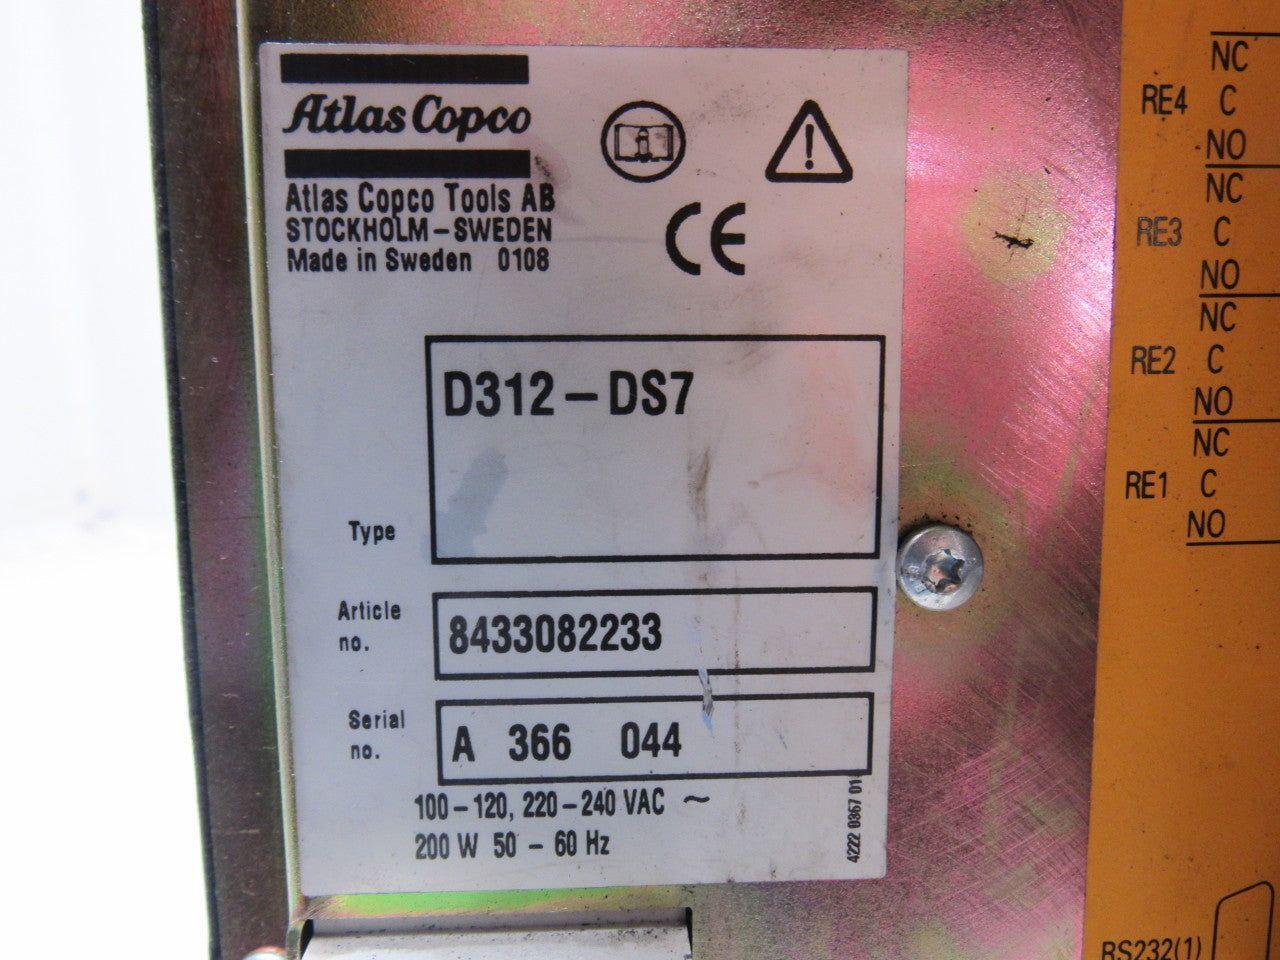 Atlas Copco
Atlas Copco Tools AB
STOCKHOLM-SWEDEN
Made in Sweden 0108
CE
D312-DS7
Type
Article no.
8433082233
Serial no.
A 366 044
100-120, 220-240 VAC ~
200 W 50 - 60 Hz
4222 0367 01
NC
RE4 C
NO
NC
RE3 C
NO
NC
RE2 C
NO
NC
RE1 C
NO
RS232(1)